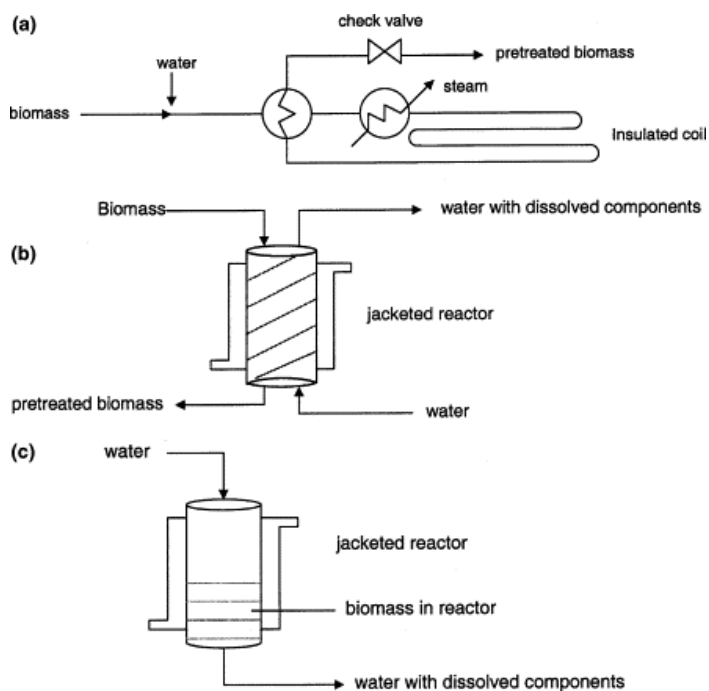 (a)
check valve
pretreated biomass
water
steam
biomass
Insulated coil
Biomass
water with dissolved components
(b)
jacketed reactor
pretreated biomass
water
(c)
water
jacketed reactor
biomass in reactor
water with dissolved components